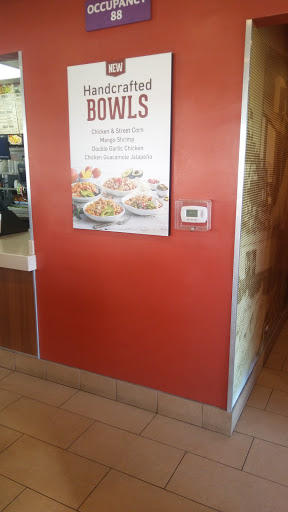 OCCUPANCY
88
NEW
Handcrafted
BOWLS
Chicken & Street Corn
Mango Shrimp
Double Garlic Chicken
Chicken Guacamole Jalapeño